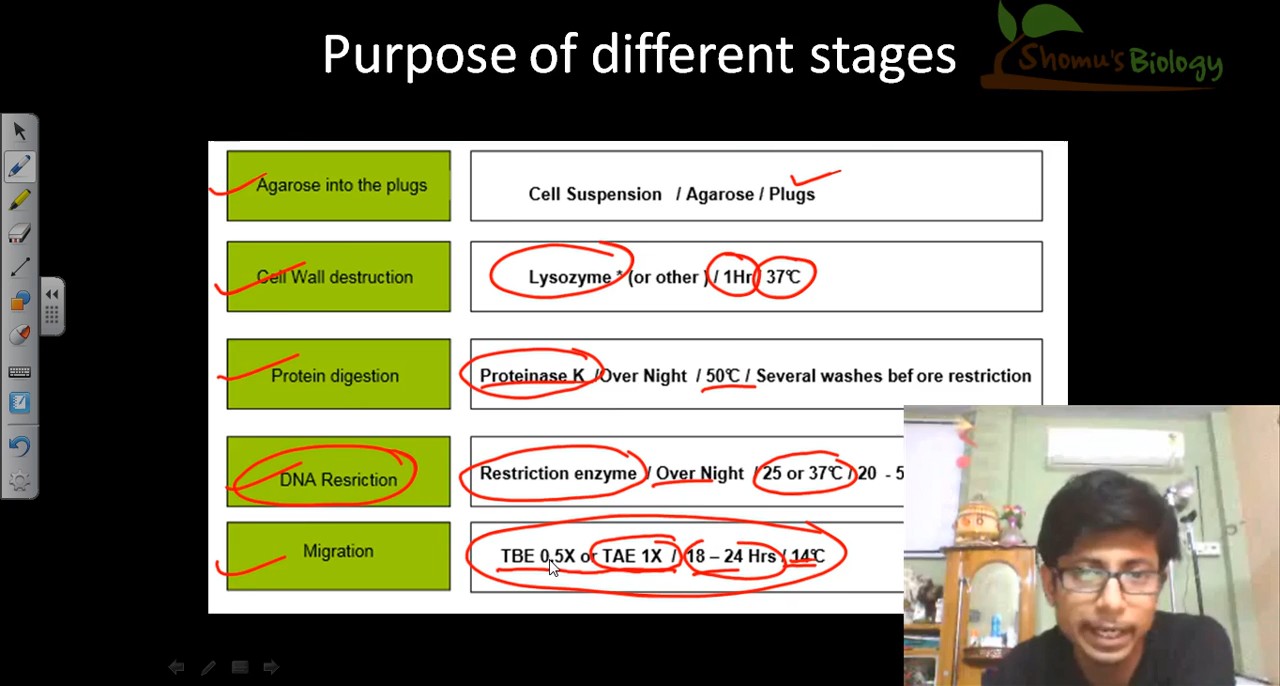 Purpose of different stages
Shomu's Biology
Agarose into the plugs
Cell Suspension / Agarose / Plugs
Cell Wall destruction
Lysozyme * (or other ) / 1Hr / 37℃
Protein digestion
Proteinase K / Over Night / 50℃ / Several washes bef ore restriction
DNA Resriction
Restriction enzyme / Over Night / 25 or 37℃ / 20 - 5
Migration
TBE 0.5X or TAE 1X / 18 – 24 Hrs / 14℃